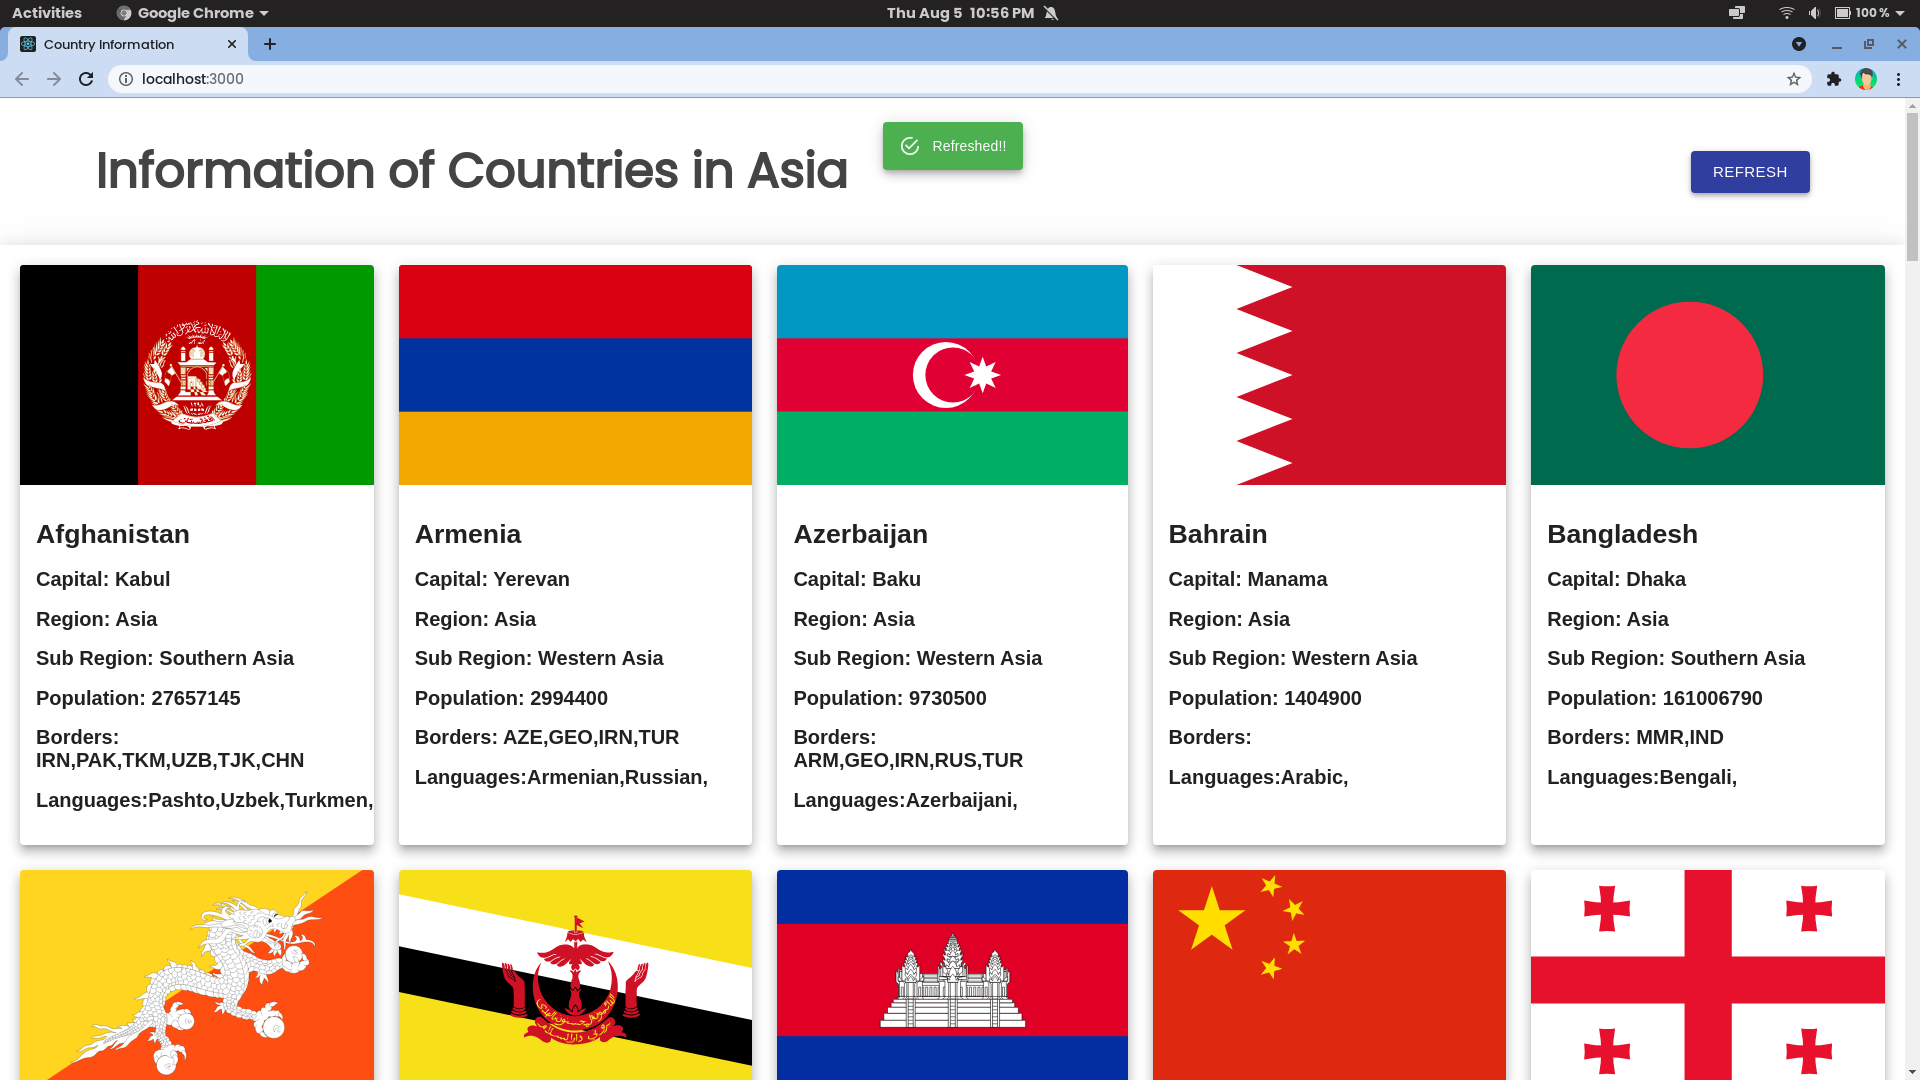 Activities
Google Chrome
Thu Aug 5 10:56 PM
100 %
Country Information
localhost:3000
Information of Countries in Asia
Refreshed!!
REFRESH
Afghanistan
Capital: Kabul
Region: Asia
Sub Region: Southern Asia
Population: 27657145
Borders:
IRN,PAK,TKM,UZB,TJK,CHN
Languages:Pashto,Uzbek,Turkmen,
Armenia
Capital: Yerevan
Region: Asia
Sub Region: Western Asia
Population: 2994400
Borders: AZE,GEO,IRN,TUR
Languages:Armenian,Russian,
Azerbaijan
Capital: Baku
Region: Asia
Sub Region: Western Asia
Population: 9730500
Borders:
ARM,GEO,IRN,RUS,TUR
Languages:Azerbaijani,
Bahrain
Capital: Manama
Region: Asia
Sub Region: Western Asia
Population: 1404900
Borders:
Languages:Arabic,
Bangladesh
Capital: Dhaka
Region: Asia
Sub Region: Southern Asia
Population: 161006790
Borders: MMR,IND
Languages:Bengali,